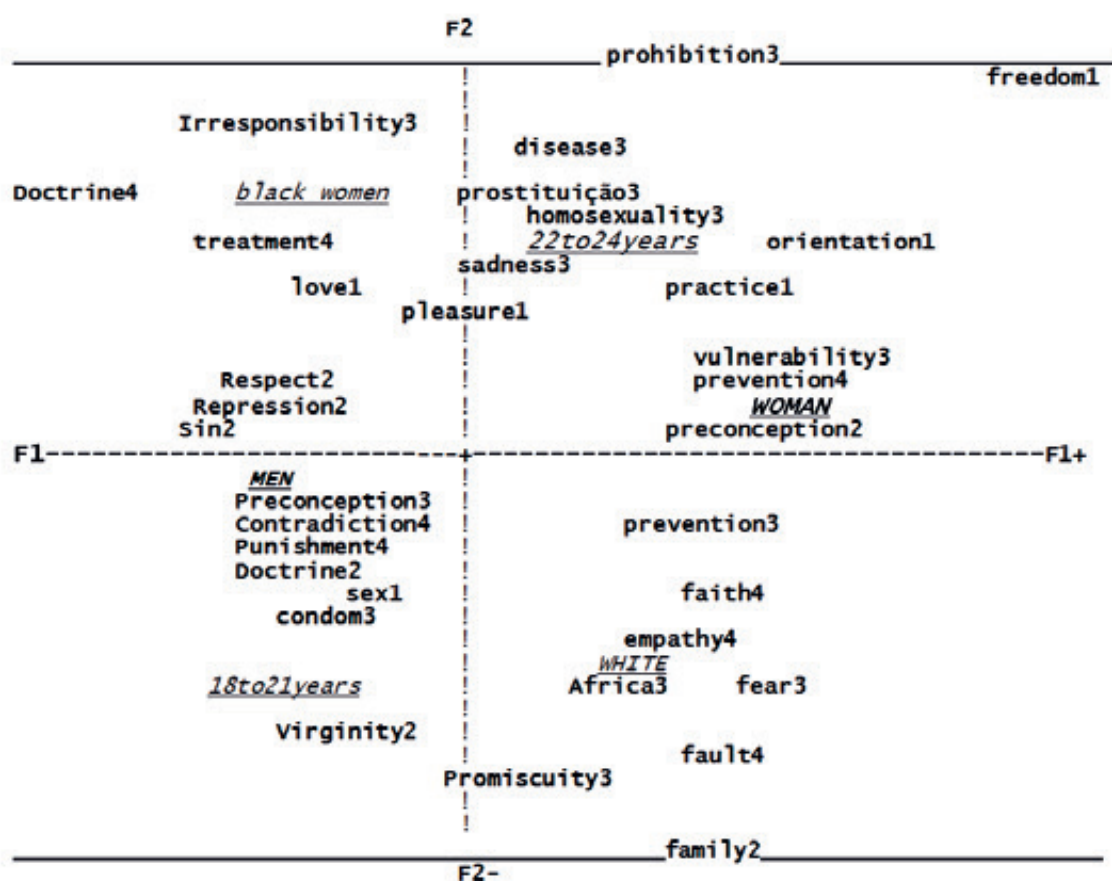 F2
prohibition3
freedom1
Irresponsibility3
disease3
Doctrine4 black women prostituição3
homosexuality3
treatment4 22to24years orientation1
sadness3
love1 practice1
pleasure1
vulnerability3
Respect2 prevention4
Repression2 WOMAN
Sin2 preconception2
F1 F1+
MEN
Preconception3
Contradiction4 prevention3
Punishment4
Doctrine2
sex1 faith4
condom3
empathy4
WHITE
18to21years Africa3 fear3
Virginity2
fault4
Promiscuity3
family2
F2-